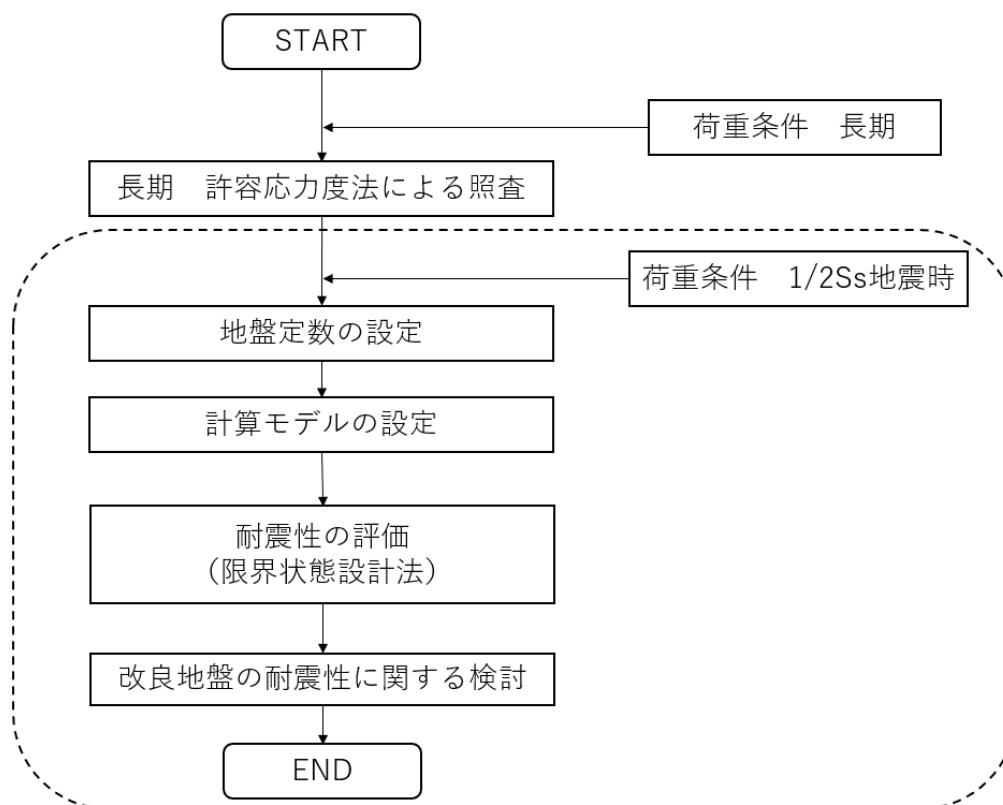 START
荷重条件　長期
長期　許容応力度法による照査
荷重条件　1/2Ss地震時
地盤定数の設定
計算モデルの設定
耐震性の評価
（限界状態設計法）
改良地盤の耐震性に関する検討
END